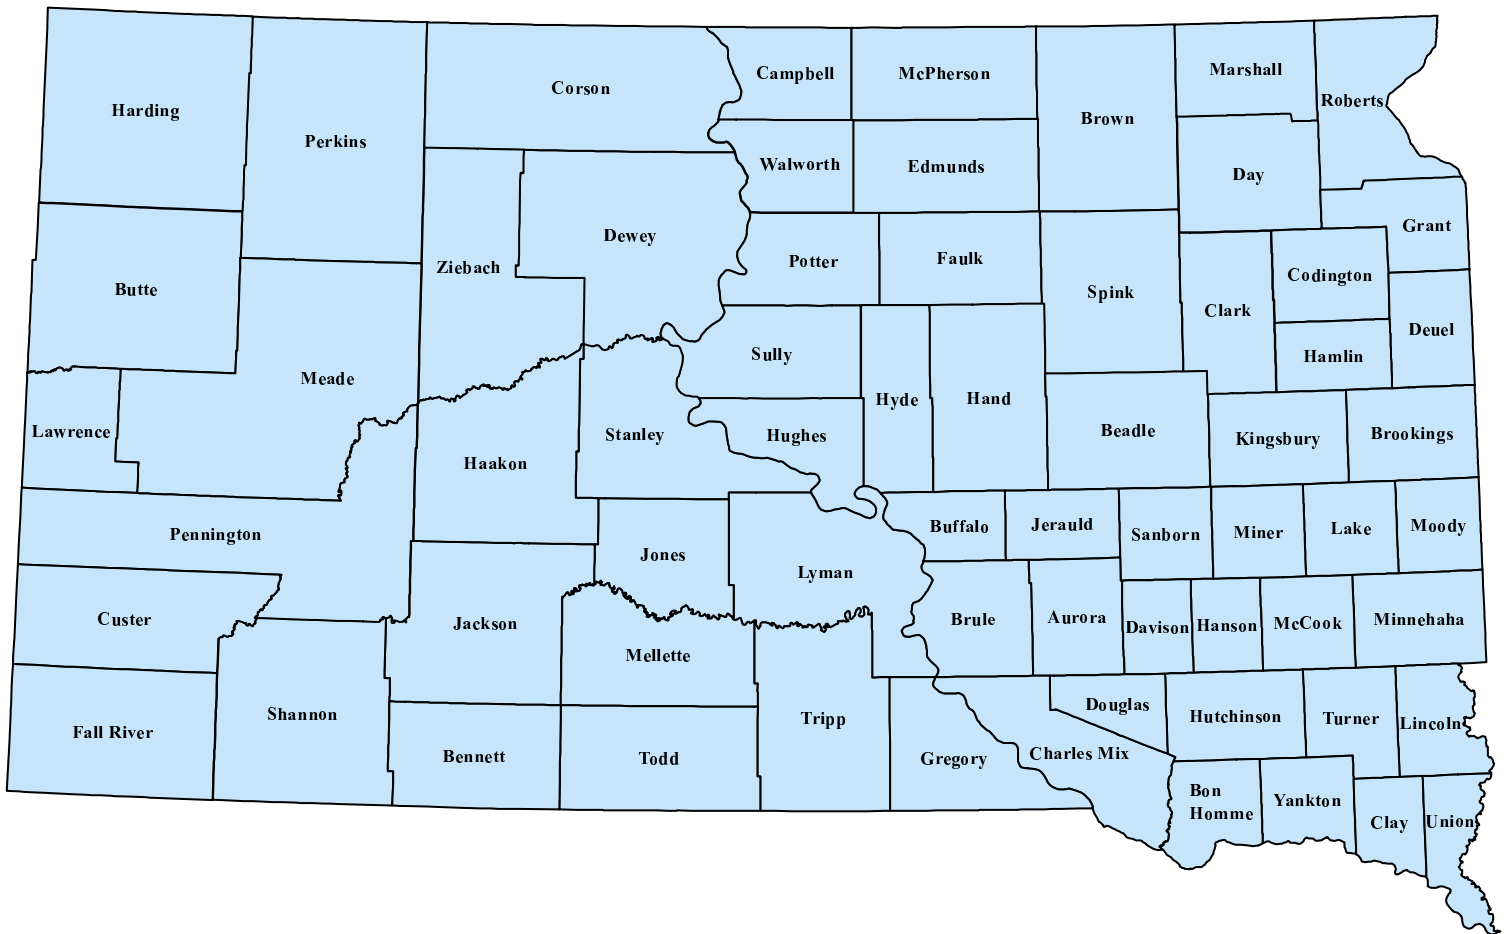 Harding
Perkins
Corson
Campbell
McPherson
Brown
Marshall
Roberts
Walworth
Edmunds
Day
Dewey
Ziebach
Butte
Potter
Faulk
Spink
Grant
Codington
Clark
Deuel
Hamlin
Meade
Sully
Hyde
Hand
Lawrence
Stanley
Hughes
Beadle
Kingsbury
Brookings
Haakon
Pennington
Jones
Lyman
Buffalo
Jerauld
Sanborn
Miner
Lake
Moody
Custer
Jackson
Mellette
Brule
Aurora
Davison
Hanson
McCook
Minnehaha
Fall River
Shannon
Bennett
Todd
Tripp
Gregory
Charles Mix
Douglas
Hutchinson
Turner
Lincoln
Bon
Homme
Yankton
Clay
Union